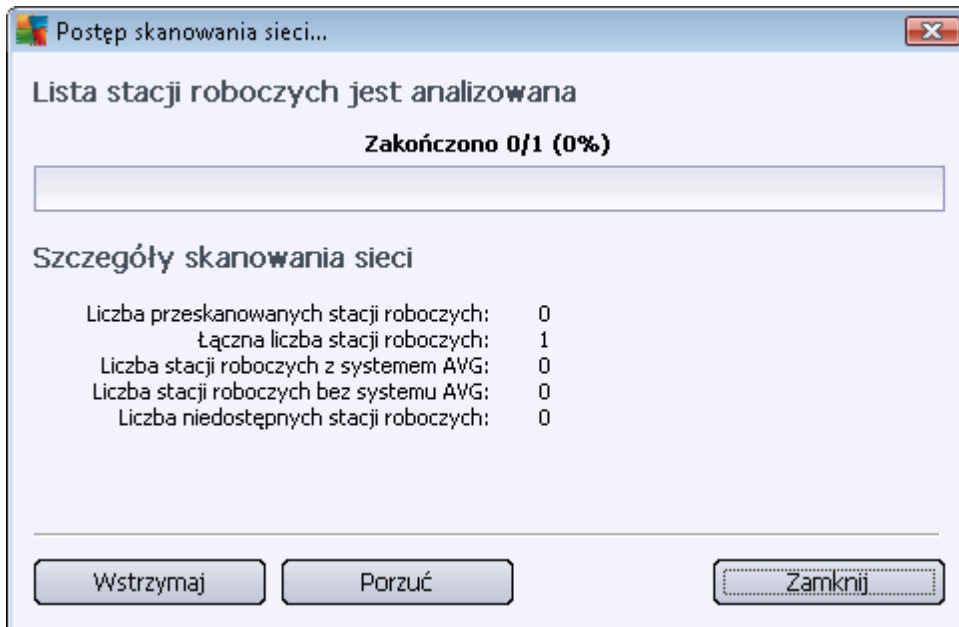 Postęp skanowania sieci...
Lista stacji roboczych jest analizowana
Zakończono 0/1 (0%)
Szczegóły skanowania sieci
Liczba przeskanowanych stacji roboczych: 0
Łączna liczba stacji roboczych: 1
Liczba stacji roboczych z systemem AVG: 0
Liczba stacji roboczych bez systemu AVG: 0
Liczba niedostępnych stacji roboczych: 0
Wstrzymaj Porzuć Zamknij